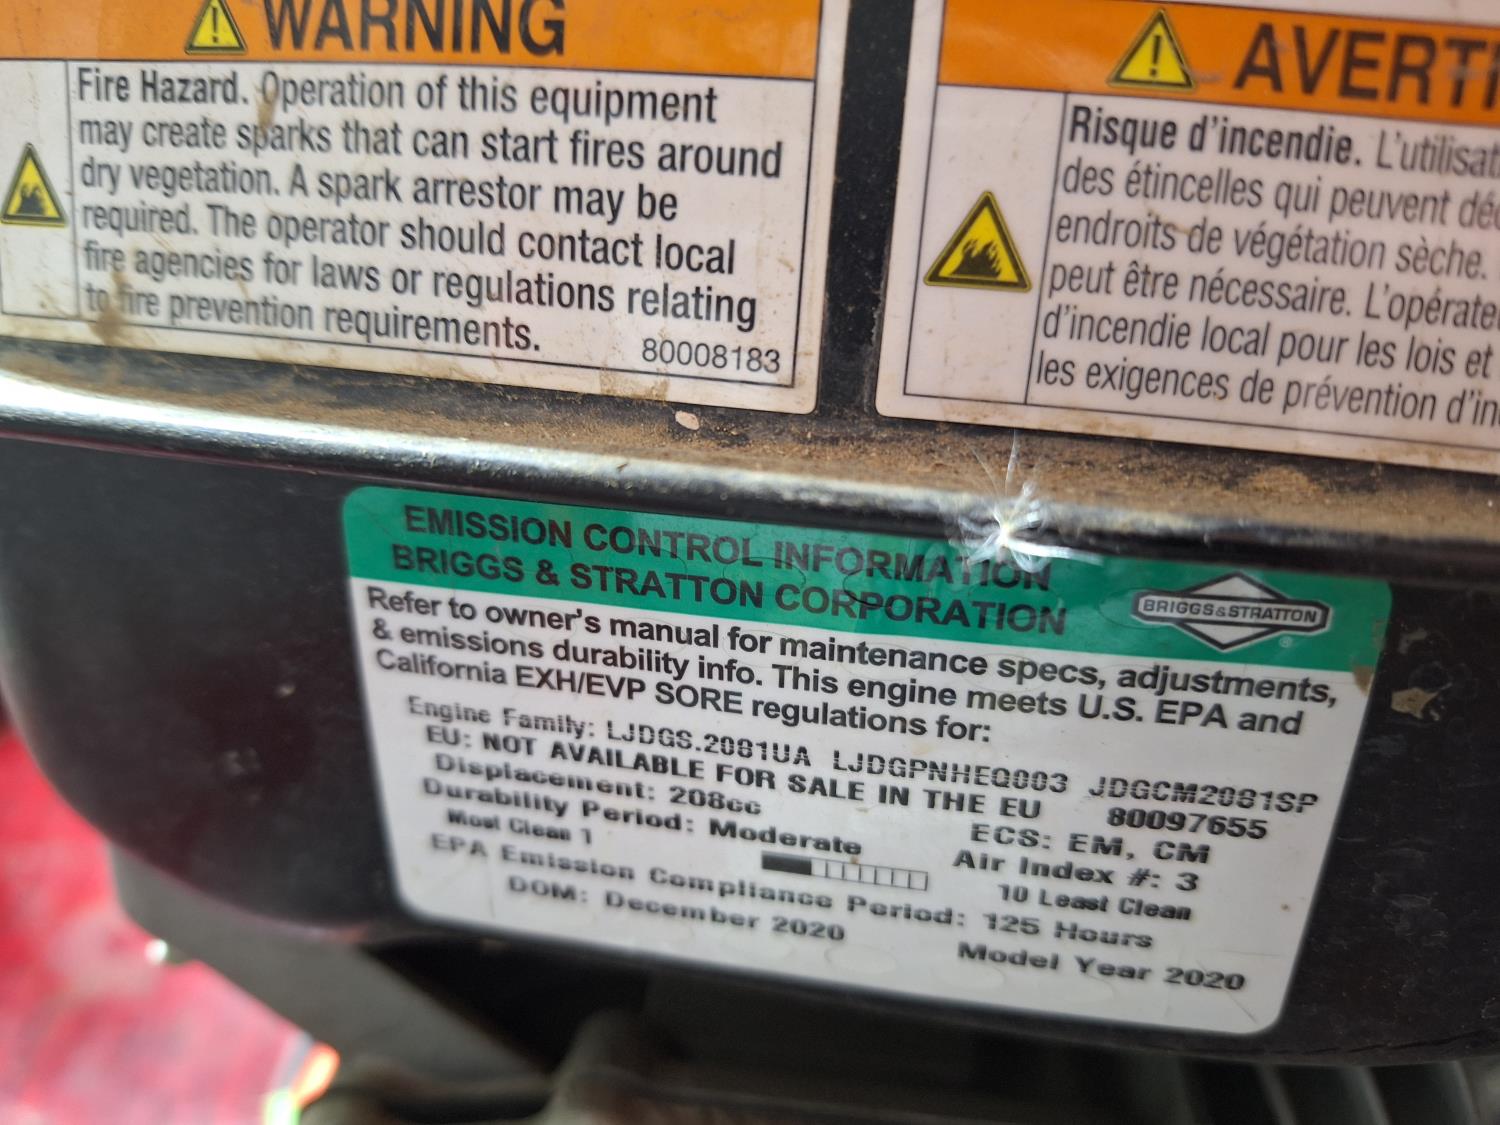 WARNING
Fire Hazard. Operation of this equipment
may create sparks that can start fires around
dry vegetation. A spark arrestor may be
required. The operator should contact local
fire agencies for laws or regulations relating
to fire prevention requirements.
80008183
AVERTI
Risque d'incendie. L'utilisat
des étincelles qui peuvent déc
endroits de végétation sèche.
peut être nécessaire. L'opérate
d'incendie local pour les lois et
les exigences de prévention d'in
EMISSION CONTROL INFORMATION
BRIGGS & STRATTON CORPORATION
BRIGGS&STRATTON
®
Refer to owner's manual for maintenance specs, adjustments,
& emissions durability info. This engine meets U.S. EPA and
California EXH/EVP SORE regulations for:
Engine Family: LJDGS.2081UA LJDGPNHEQ003 JDGCM2081SP
EU: NOT AVAILABLE FOR SALE IN THE EU 80097655
Displacement: 208cc ECS: EM, CM
Durability Period: Moderate Air Index #: 3
Most Clean 1 10 Least Clean
EPA Emission Compliance Period: 125 Hours
DOM: December 2020 Model Year 2020